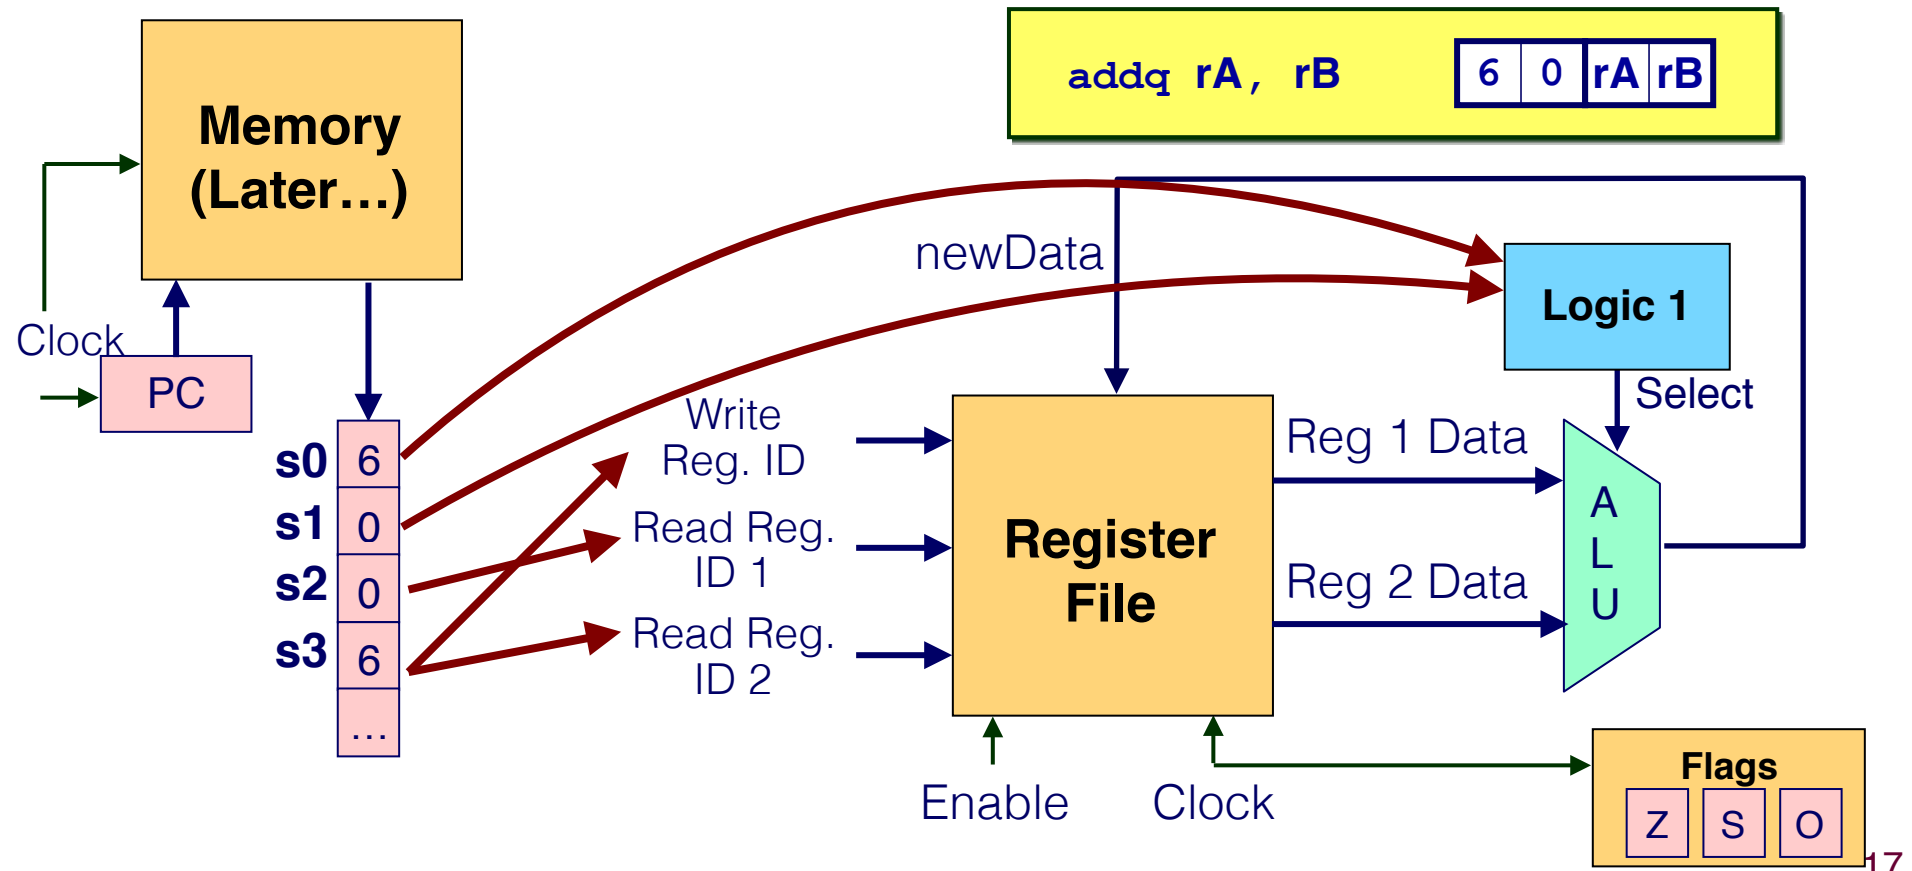 addq rA, rB
6 0 rA rB
Memory
(Later...)
newData
Logic 1
Clock
PC
Select
s0 6
s1 0
s2 0
s3 6
...
Write
Reg. ID
Read Reg.
ID 1
Read Reg.
ID 2
Register
File
Reg 1 Data
Reg 2 Data
A
L
U
Enable
Clock
Flags
Z S O
17